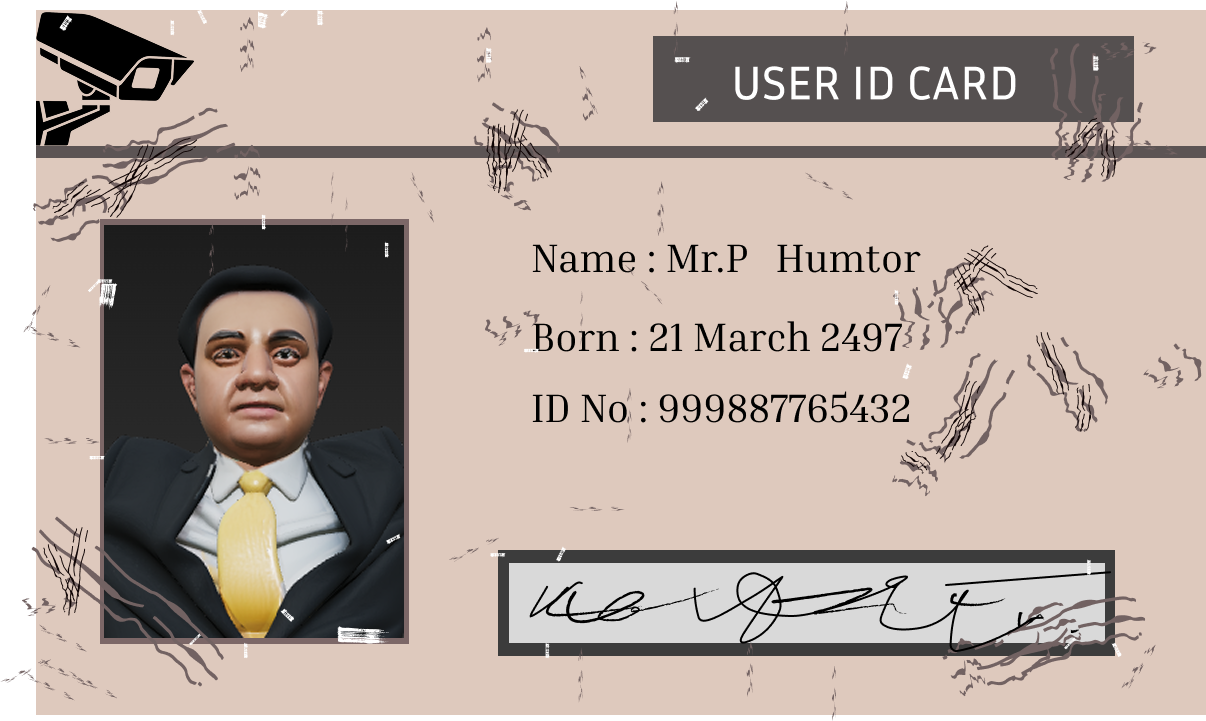 USER ID CARD
Name : Mr.P Humtor
Born : 21 March 2497
ID No : 999887765432